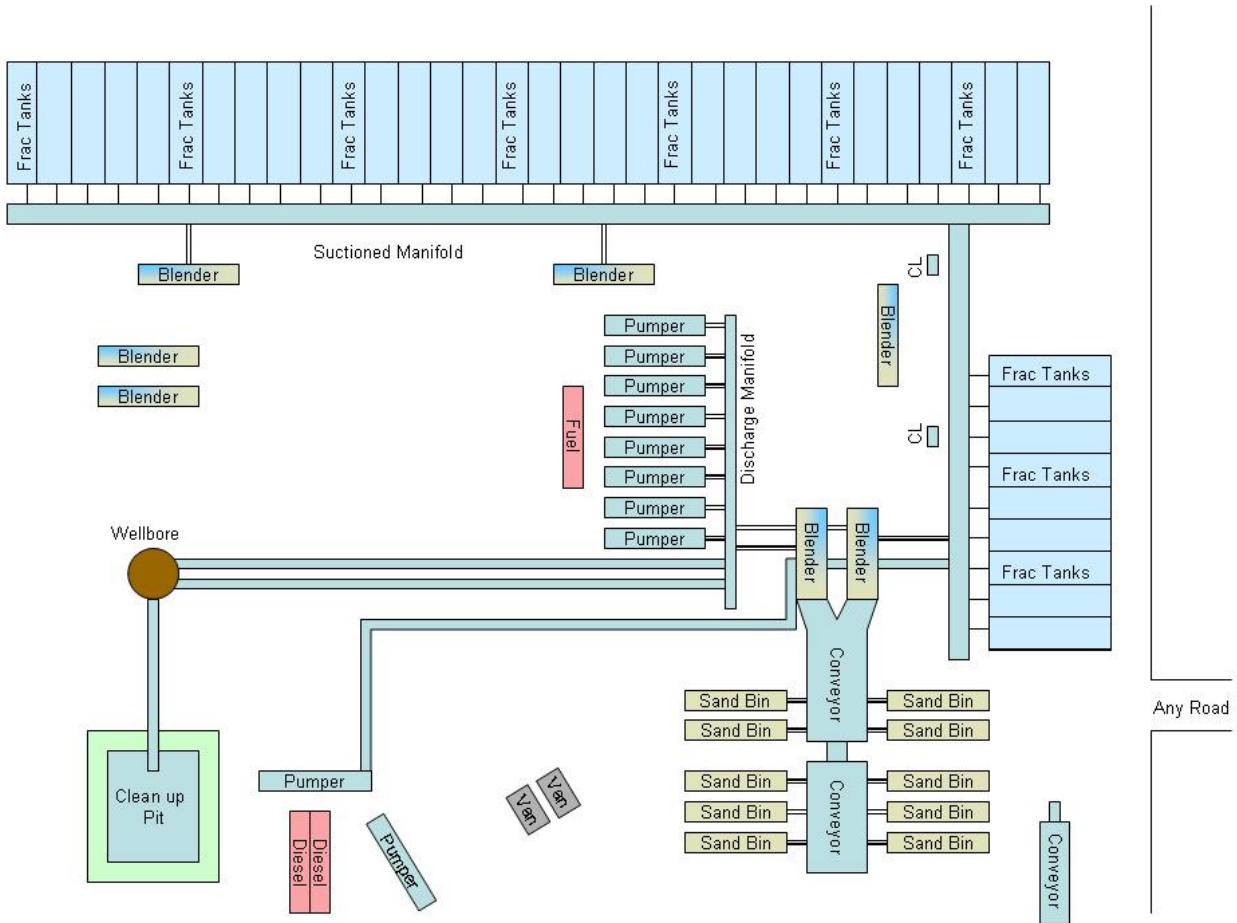 Frac Tanks
Frac Tanks
Frac Tanks
Frac Tanks
Frac Tanks
Frac Tanks
Frac Tanks
Suctioned Manifold
CL
Blender
Blender
Blender
Pumper
Pumper
Pumper
Pumper
Pumper
Pumper
Pumper
Pumper
Discharge Manifold
Fuel
Blender
Blender
CL
Frac Tanks
Frac Tanks
Frac Tanks
Wellbore
Blender
Blender
Conveyor
Sand Bin
Sand Bin
Sand Bin
Sand Bin
Any Road
Pumper
Clean up
Pit
Diesel
Diesel
Pumper
Van
Van
Conveyor
Sand Bin
Sand Bin
Sand Bin
Sand Bin
Sand Bin
Sand Bin
Conveyor